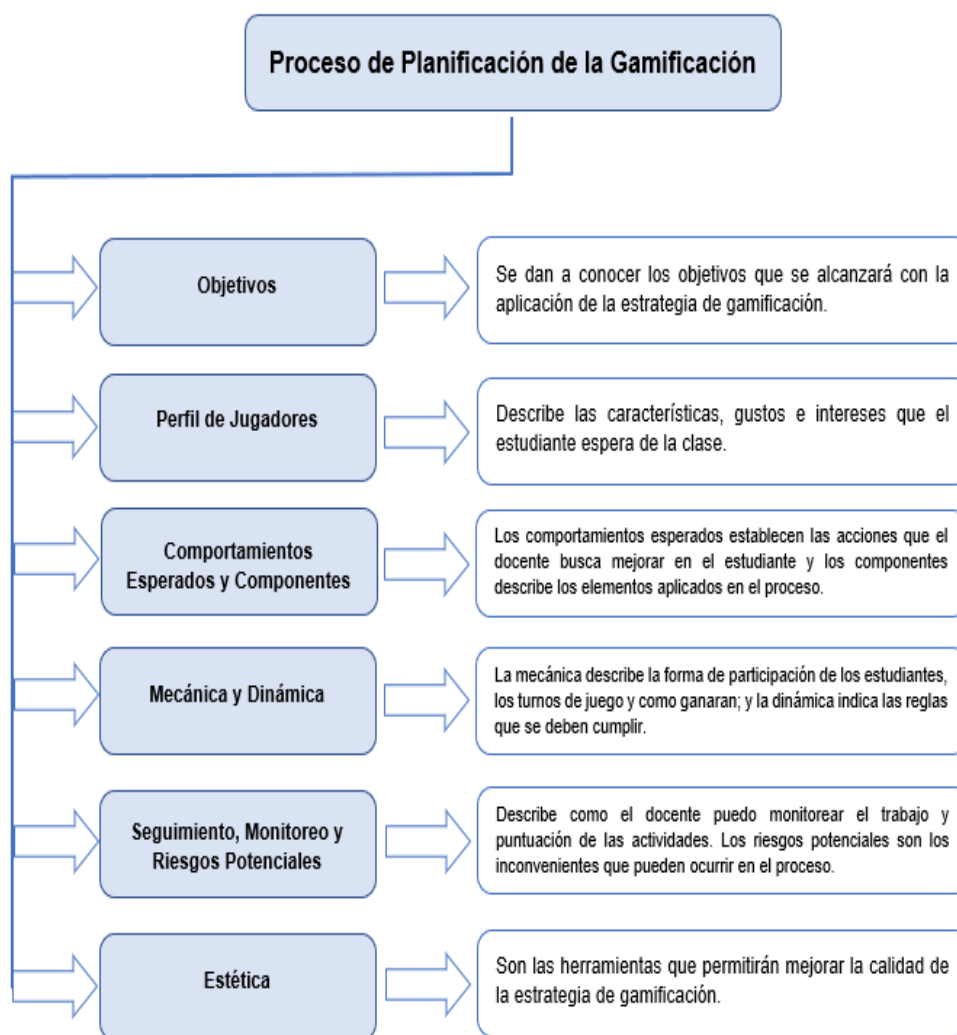 Proceso de Planificación de la Gamificación
Objetivos
Se dan a conocer los objetivos que se alcanzará con la
aplicación de la estrategia de gamificación.
Perfil de Jugadores
Describe las características, gustos e intereses que el
estudiante espera de la clase.
Comportamientos
Esperados y Componentes
Los comportamientos esperados establecen las acciones que el
docente busca mejorar en el estudiante y los componentes
describe los elementos aplicados en el proceso.
Mecánica y Dinámica
La mecánica describe la forma de participación de los estudiantes,
los turnos de juego y como ganaran; y la dinámica indica las reglas
que se deben cumplir.
Seguimiento, Monitoreo y
Riesgos Potenciales
Describe como el docente puedo monitorear el trabajo y
puntuación de las actividades. Los riesgos potenciales son los
inconvenientes que pueden ocurrir en el proceso.
Estética
Son las herramientas que permitirán mejorar la calidad de
la estrategia de gamificación.